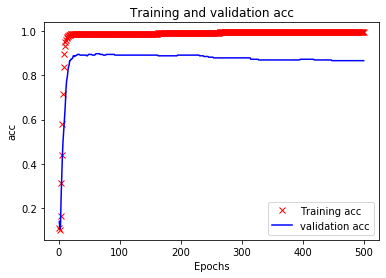 Training and validation acc
1.0
0.8
0.6
0.4
0.2
acc
0
100
200
300
400
500
Epochs
Training acc
validation acc